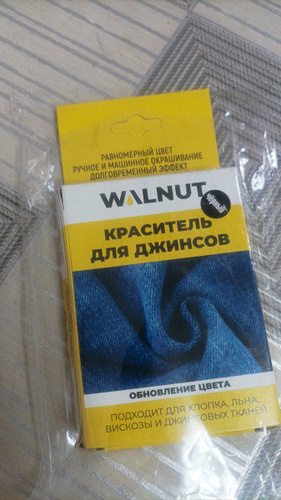 РАВНОМЕРНЫЙ ЦВЕТ
РУЧНОЕ И МАШИННОЕ ОКРАШИВАНИЕ
ДОЛГОВРЕМЕННЫЙ ЭФФЕКТ
WALNUT
ЧЁРНЫЙ
КРАСИТЕЛЬ
ДЛЯ ДЖИНСОВ
ОБНОВЛЕНИЕ ЦВЕТА
ПОДХОДИТ ДЛЯ ХЛОПКА, ЛЬНА,
ВИСКОЗЫ И ДЖИНСОВЫХ ТКАНЕЙ